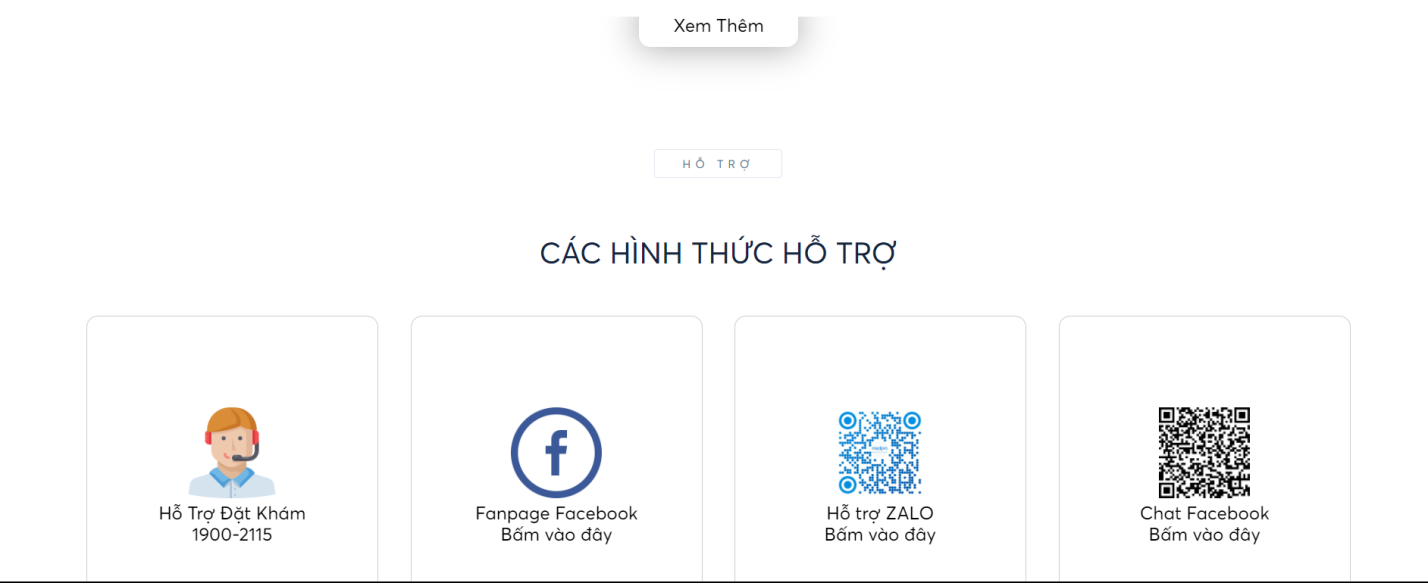 Xem Thêm
HỖ TRỢ
CÁC HÌNH THỨC HỖ TRỢ
Hỗ Trợ Đặt Khám
1900-2115
Fanpage Facebook
Bấm vào đây
Hỗ trợ ZALO
Bấm vào đây
Chat Facebook
Bấm vào đây